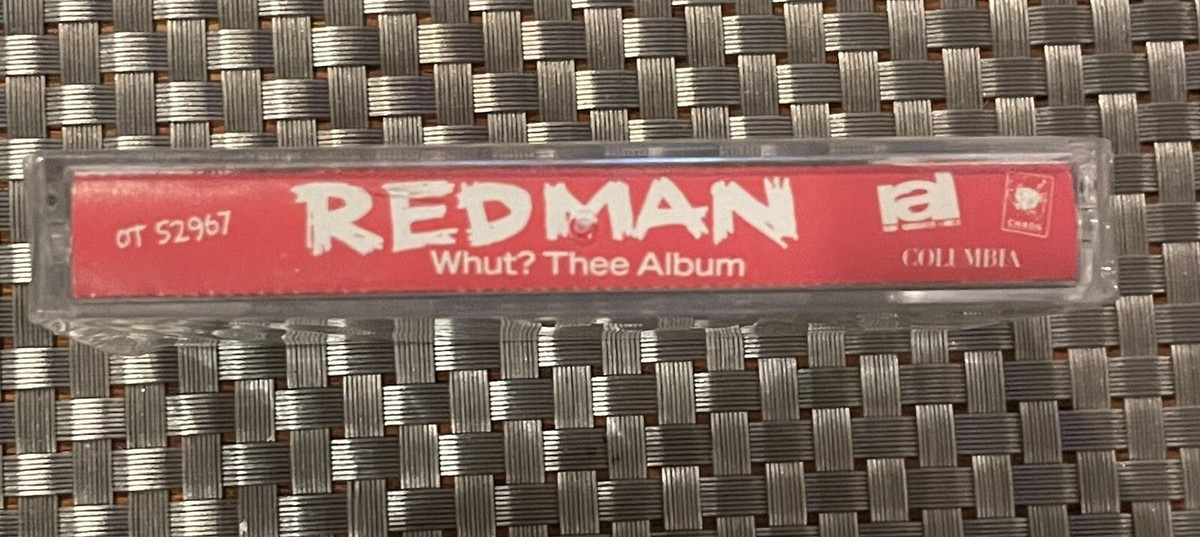 OT 52967
REDMAN
Whut? Thee Album
ral
COLUMBIA
CHAOS